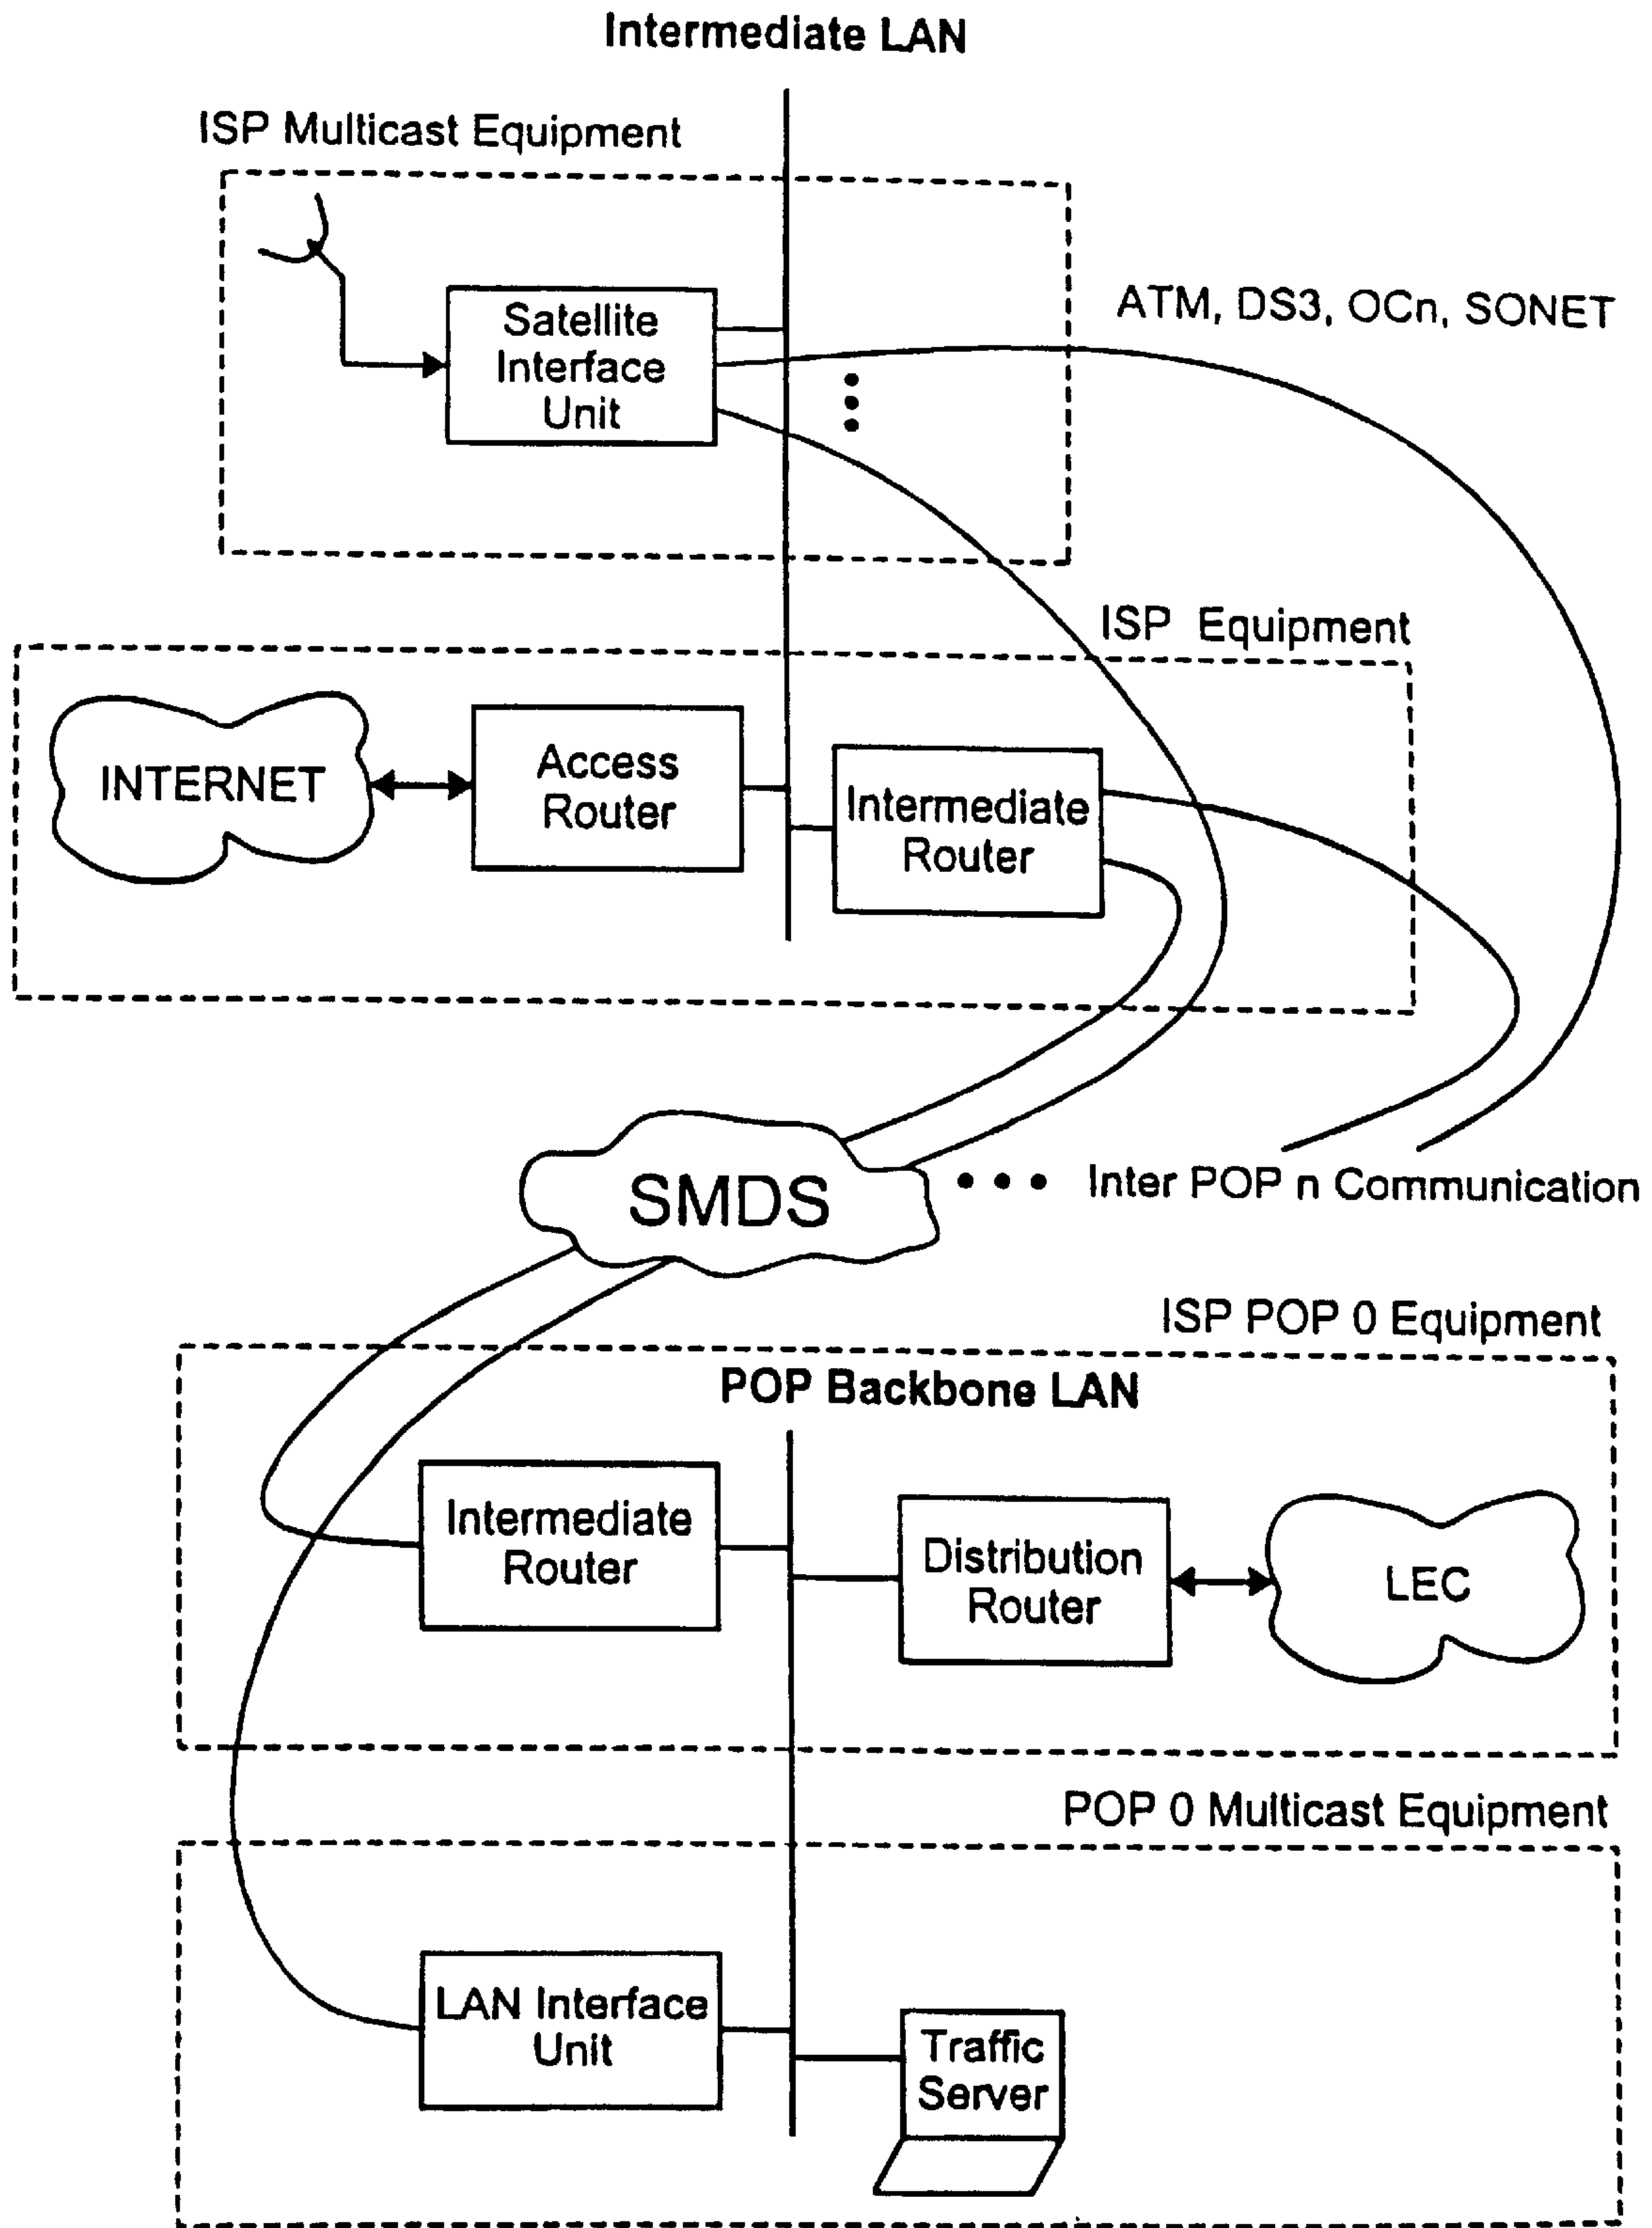 Intermediate LAN
ISP Multicast Equipment
Satellite
Interface
Unit
ATM, DS3, OCn, SONET
ISP Equipment
INTERNET
Access
Router
Intermediate
Router
SMDS
Inter POP n Communication
ISP POP 0 Equipment
POP Backbone LAN
Intermediate
Router
Distribution
Router
LEC
POP 0 Multicast Equipment
LAN Interface
Unit
Traffic
Server